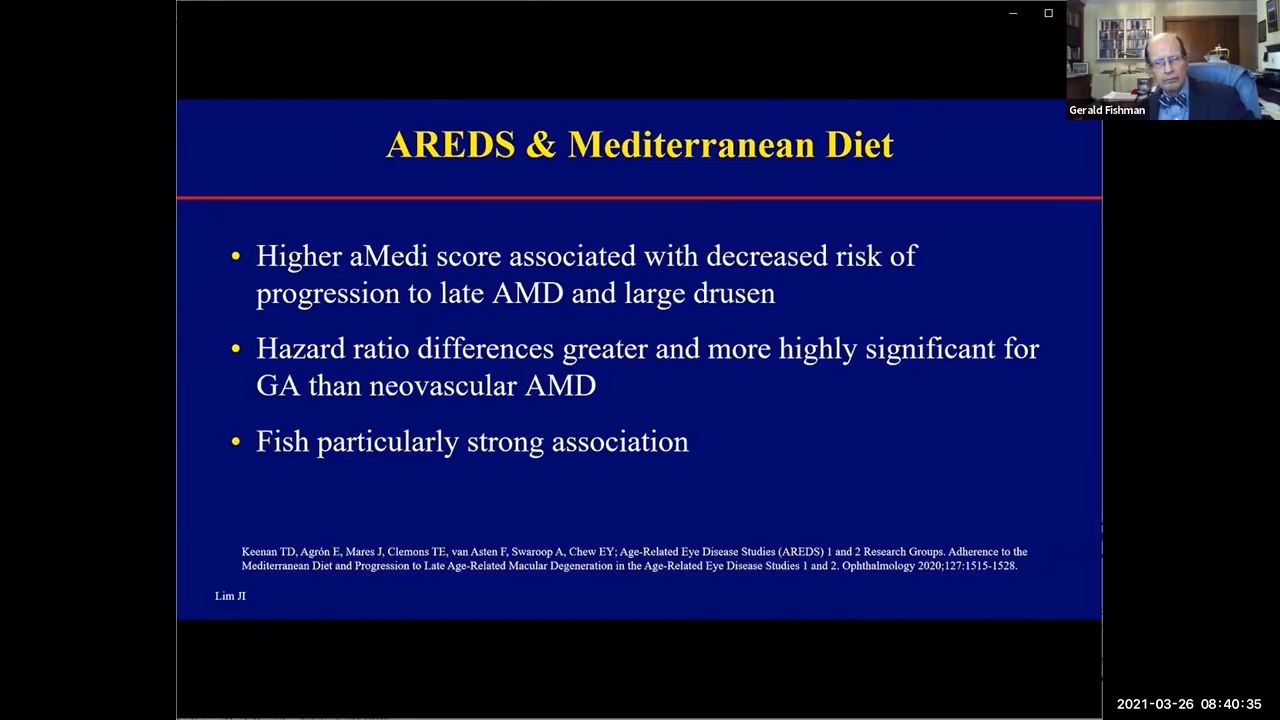 Gerald Fishman
AREDS & Mediterranean Diet
• Higher aMedi score associated with decreased risk of
progression to late AMD and large drusen
• Hazard ratio differences greater and more highly significant for
GA than neovascular AMD
• Fish particularly strong association
Keenan TD, Agrón E, Mares J, Clemons TE, van Asten F, Swaroop A, Chew EY; Age-Related Eye Disease Studies (AREDS) 1 and 2 Research Groups. Adherence to the
Mediterranean Diet and Progression to Late Age-Related Macular Degeneration in the Age-Related Eye Disease Studies 1 and 2. Ophthalmology 2020;127:1515-1528.
Lim JI
2021-03-26 08:40:35